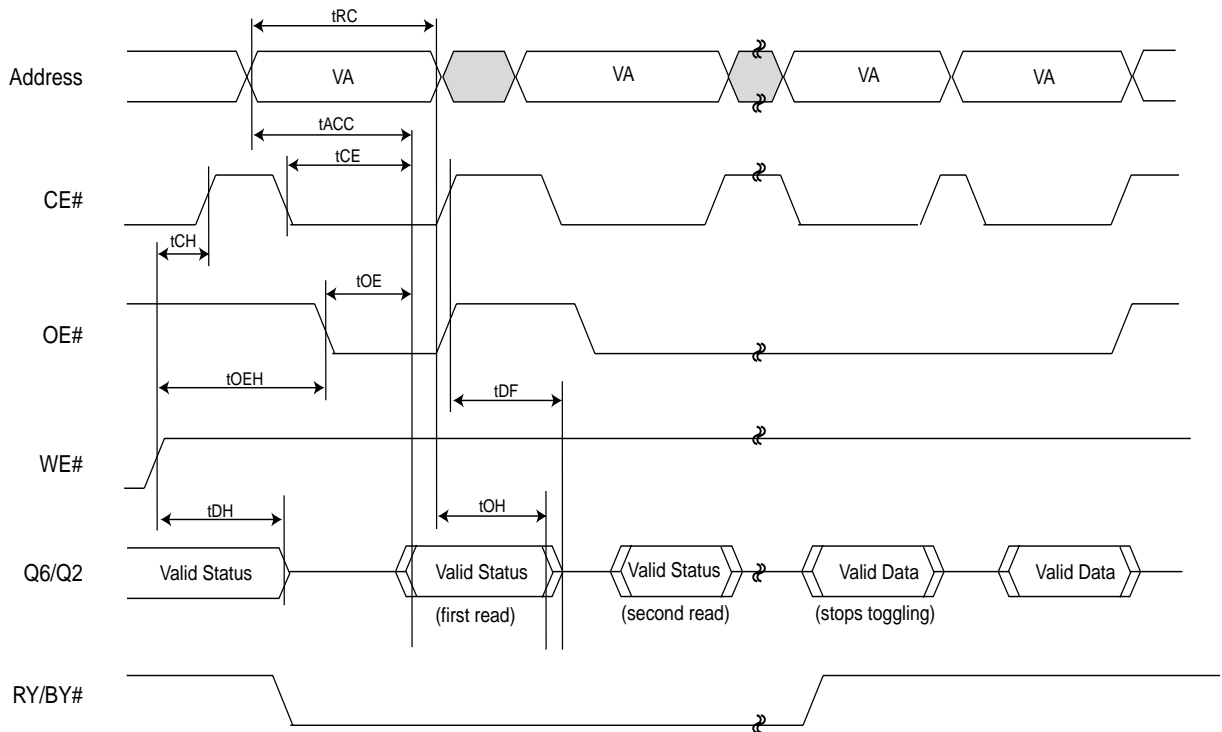 tRC
Address
VA
VA
VA
VA
tACC
tCE
CE#
tCH
tOE
OE#
tOEH
tDF
WE#
tDH
tOH
Q6/Q2
Valid Status
Valid Status
Valid Status
Valid Data
Valid Data
(first read)
(second read)
(stops toggling)
RY/BY#